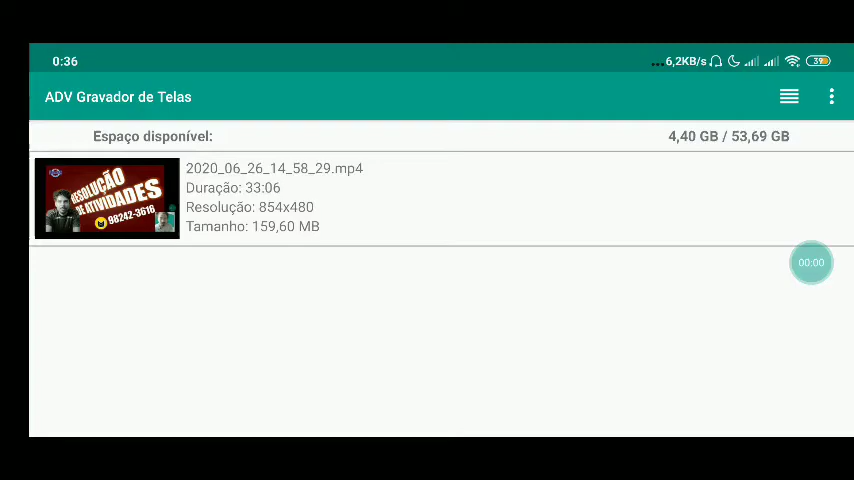 0:36
...6,2KB/s
39
ADV Gravador de Telas
Espaço disponível:
4,40 GB / 53,69 GB
RESOLUÇÃO
DE ATIVIDADES
98242-3616
2020_06_26_14_58_29.mp4
Duração: 33:06
Resolução: 854x480
Tamanho: 159,60 MB
00:00